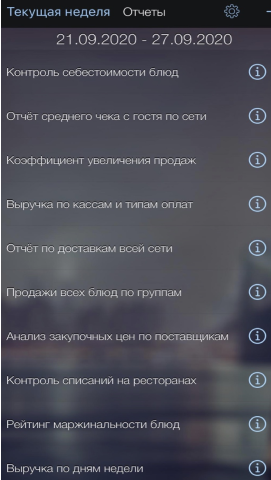 Текущая неделя Отчеты
21.09.2020 - 27.09.2020
Контроль себестоимости блюд
Отчёт среднего чека с гостя по сети
Коэффициент увеличения продаж
Выручка по кассам и типам оплат
Отчёт по доставкам всей сети
Продажи всех блюд по группам
Анализ закупочных цен по поставщикам
Контроль списаний на ресторанах
Рейтинг маржинальности блюд
Выручка по дням недели